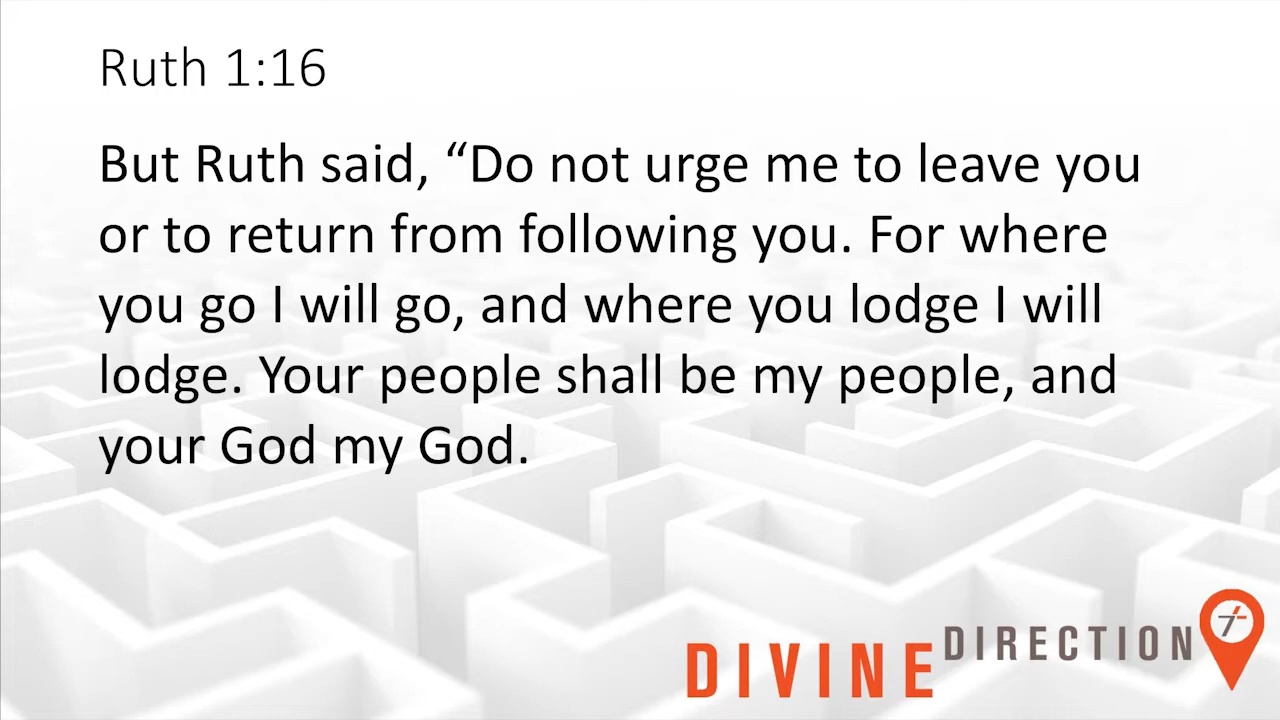 Ruth 1:16
But Ruth said, “Do not urge me to leave you
or to return from following you. For where
you go I will go, and where you lodge I will
lodge. Your people shall be my people, and
your God my God.
DIVINE DIRECTION
7